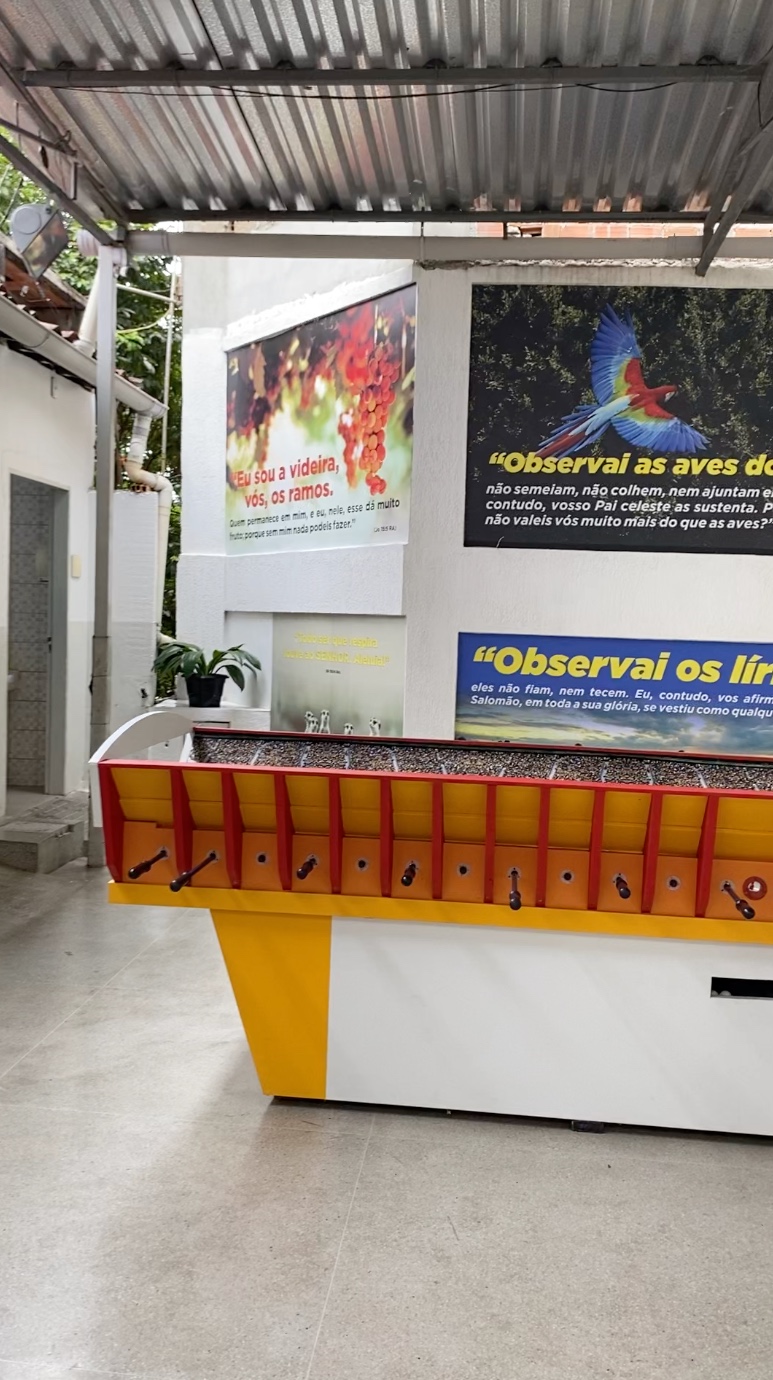 “Eu sou a videira,
vós, os ramos.
Quem permanece em mim, e eu, nele, esse dá muito
fruto; porque sem mim nada podeis fazer.”
“Observai as aves do
não semeiam, não colhem, nem ajuntam e
contudo, vosso Pai celeste as sustenta. P
não valeis vós muito mais do que as aves?”
“Observai os líri
eles não fiam, nem tecem. Eu, contudo, vos afirm
Salomão, em toda a sua glória, se vestiu como qualqu